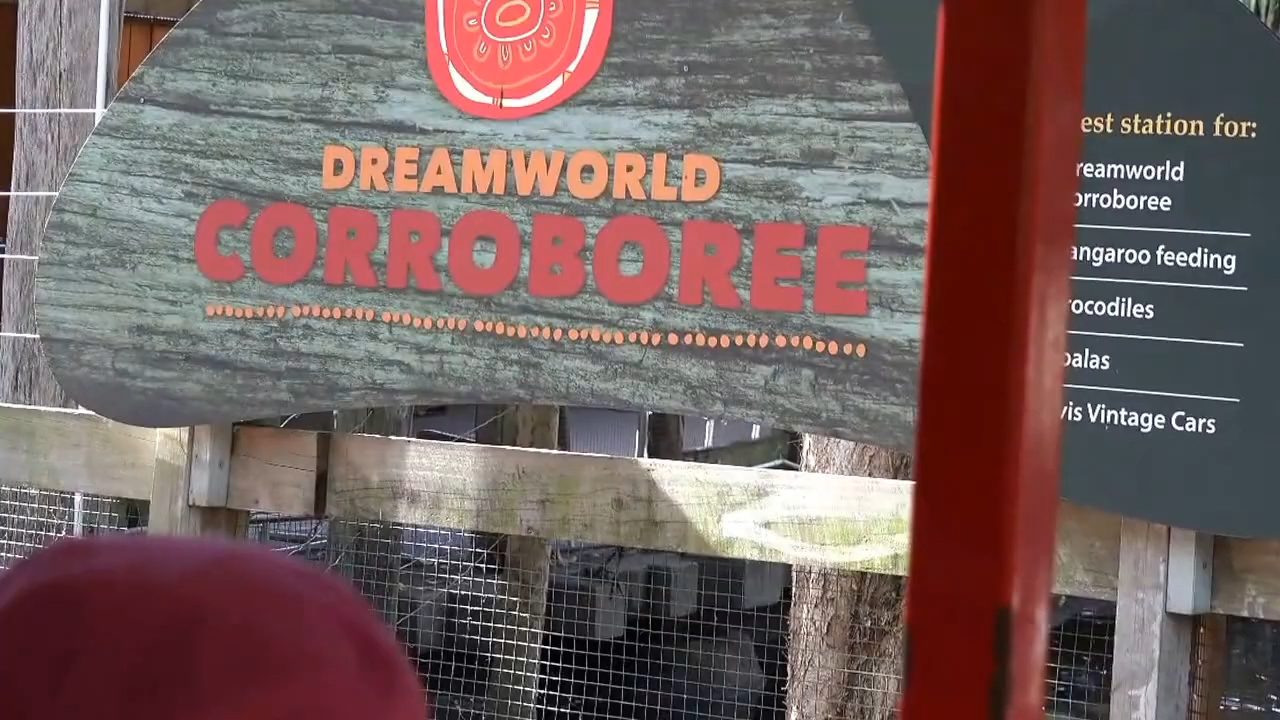 DREAMWORLD
CORROBOREE
est station for:
reamworld
orroboree
angaroo feeding
rocodiles
oalas
vis Vintage Cars